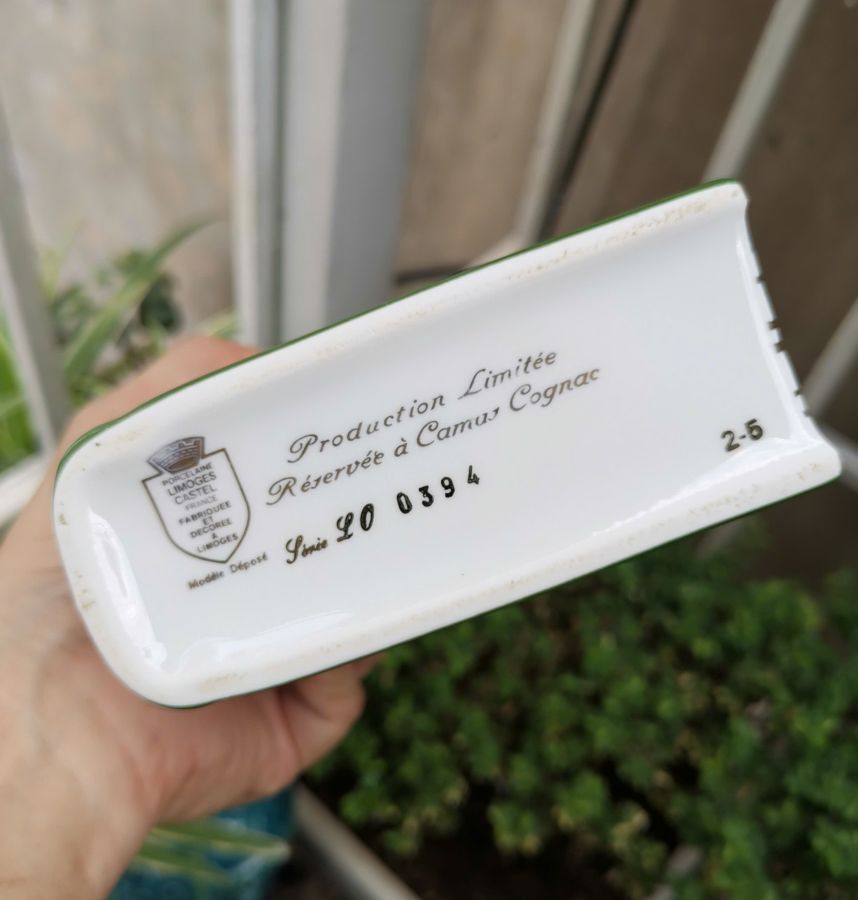 PORCELAINE
LIMOGES
CASTEL
FRANCE
FABRIQUÉE
ET
DÉCORÉE
A
LIMOGES
Modèle Déposé
Production Limitée
Réservée à Camus Cognac
Série LO 0394
2-5